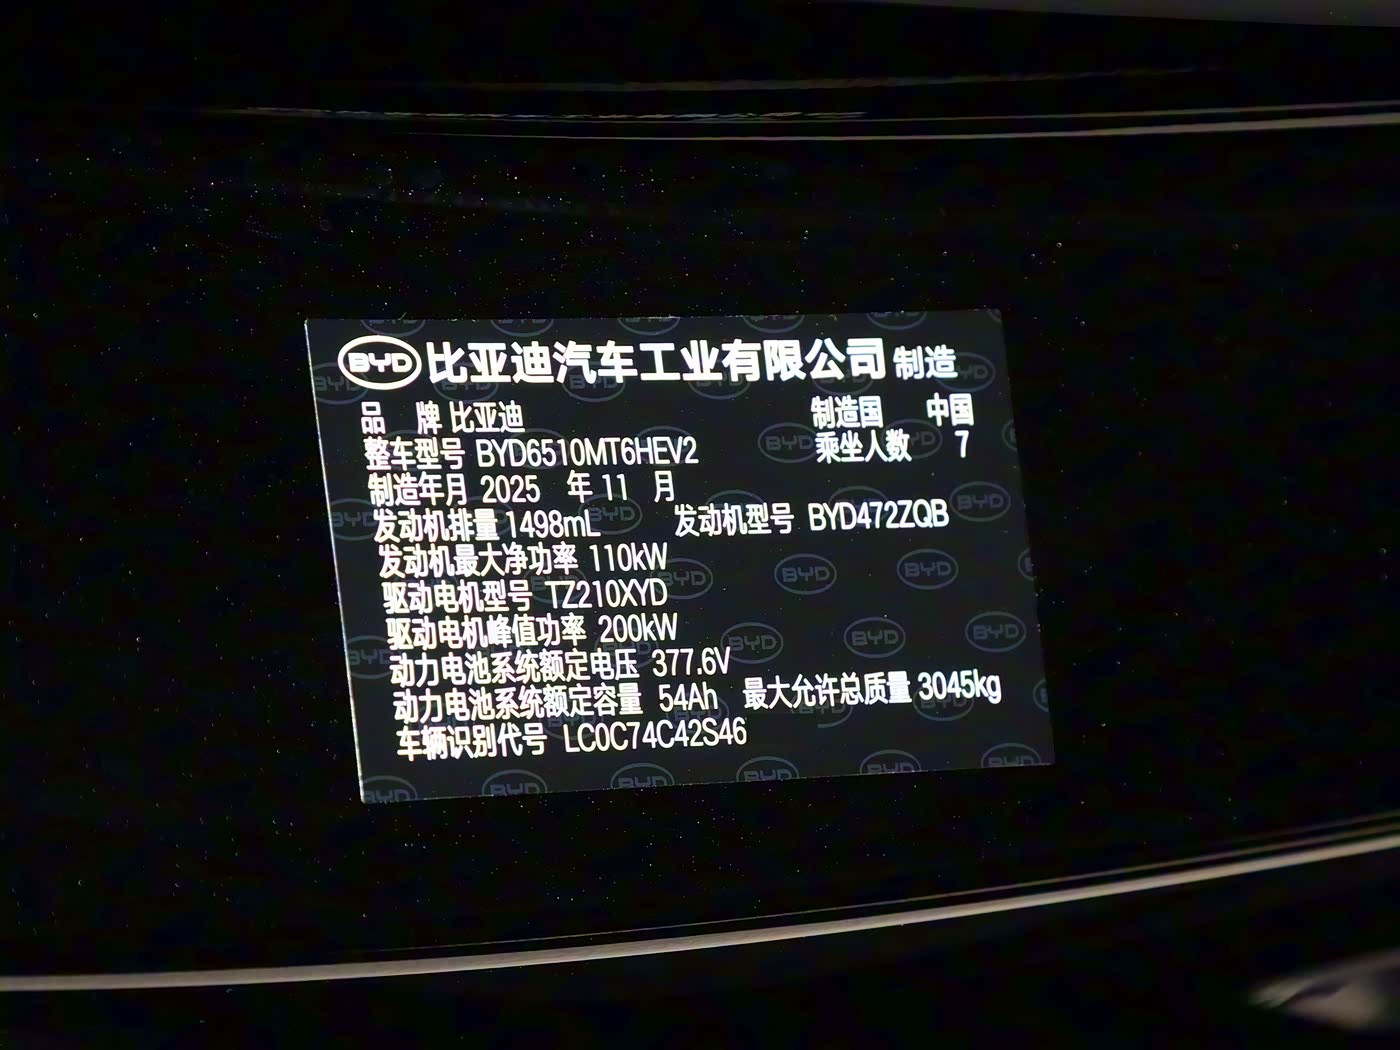 BYD 比亚迪汽车工业有限公司 制造
品 牌 比亚迪 制造国 中国
整车型号 BYD6510MT6HEV2 乘坐人数 7
制造年月 2025 年 11 月
发动机排量 1498mL 发动机型号 BYD472ZQB
发动机最大净功率 110kW
驱动电机型号 TZ210XYD
驱动电机峰值功率 200kW
动力电池系统额定电压 377.6V
动力电池系统额定容量 54Ah 最大允许总质量 3045kg
车辆识别代号 LC0C74C42S46